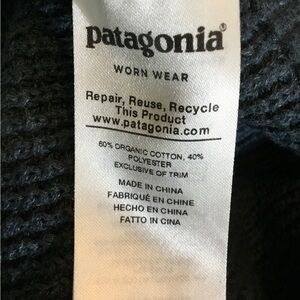 patagonia®
WORN WEAR
Repair, Reuse, Recycle
This Product
www.patagonia.com
60% ORGANIC COTTON, 40%
POLYESTER
EXCLUSIVE OF TRIM
MADE IN CHINA
FABRIQUÉ EN CHINE
HECHO EN CHINA
FATTO IN CINA